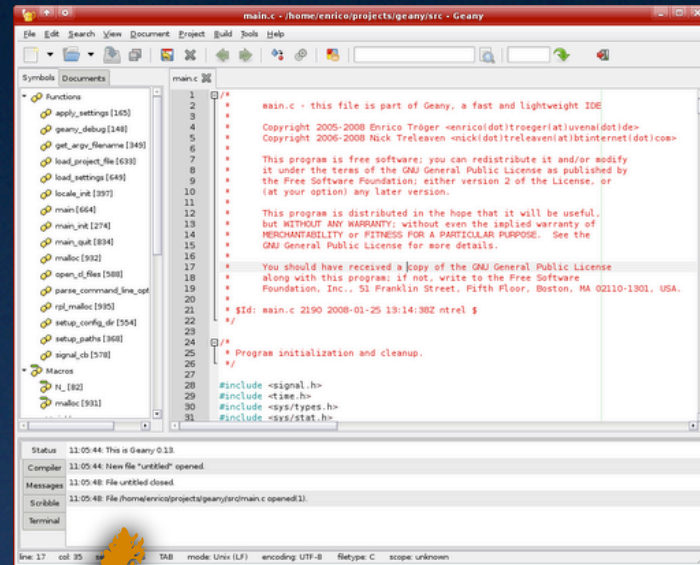 main.c - /home/enrico/projects/geany/src - Geany
File Edit Search View Document Project Build Tools Help
Symbols Documents
Functions
apply_settings [165]
geany_debug [148]
get_argv_filename [349]
load_project_file [633]
load_settings [649]
locale_init [397]
main [664]
main_init [274]
main_quit [834]
malloc [932]
open_cl_files [588]
parse_command_line_opt
rpl_malloc [935]
setup_config_dir [554]
setup_paths [368]
signal_cb [578]
Macros
N_ [82]
malloc [931]
main.c
1 /*
2 * main.c - this file is part of Geany, a fast and lightweight IDE
3 *
4 * Copyright 2005-2008 Enrico Tröger <enrico(dot)troeger(at)uvena(dot)de>
5 * Copyright 2006-2008 Nick Treleaven <nick(dot)treleaven(at)btinternet(dot)com>
6 *
7 * This program is free software; you can redistribute it and/or modify
8 * it under the terms of the GNU General Public License as published by
9 * the Free Software Foundation; either version 2 of the License, or
10 * (at your option) any later version.
11 *
12 * This program is distributed in the hope that it will be useful,
13 * but WITHOUT ANY WARRANTY; without even the implied warranty of
14 * MERCHANTABILITY or FITNESS FOR A PARTICULAR PURPOSE. See the
15 * GNU General Public License for more details.
16 *
17 * You should have received a copy of the GNU General Public License
18 * along with this program; if not, write to the Free Software
19 * Foundation, Inc., 51 Franklin Street, Fifth Floor, Boston, MA 02110-1301, USA.
20 *
21 * $Id: main.c 2190 2008-01-25 13:14:38Z ntrel $
22 */
23
24 /*
25 * Program initialization and cleanup.
26 */
27
28 #include <signal.h>
29 #include <time.h>
30 #include <sys/types.h>
31 #include <sys/stat.h>
Status
Compiler
Messages
Scribble
Terminal
11:05:44: This is Geany 0.13.
11:05:44: New file "untitled" opened.
11:05:48: File untitled closed.
11:05:48: File /home/enrico/projects/geany/src/main.c opened(1).
line: 17 col: 35 TAB mode: Unix (LF) encoding: UTF-8 filetype: C scope: unknown